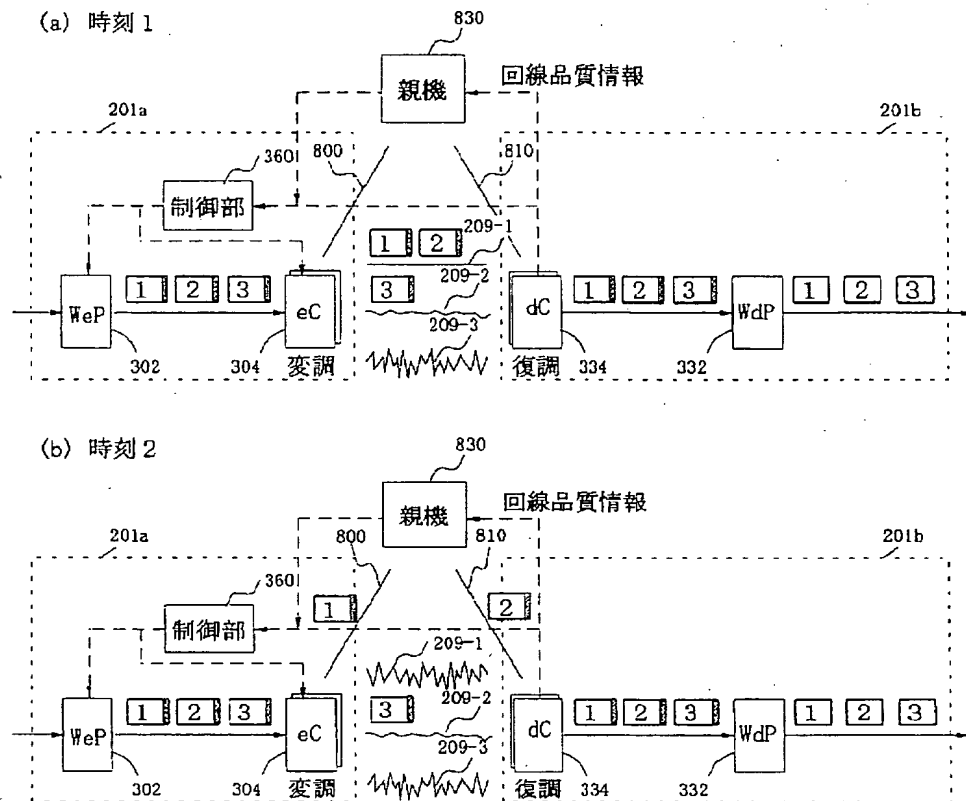 (a) 時刻1
830
親機
回線品質情報
201a
201b
800
810
360
制御部
209-1
1 2
209-2
3
209-3
WeP
1 2 3
eC
dC
1 2 3
WdP
1 2 3
302
304
変調
復調
334
332
(b) 時刻2
830
親機
回線品質情報
201a
201b
800
810
360
1
2
制御部
209-1
3
209-2
209-3
WeP
1 2 3
eC
dC
1 2 3
WdP
1 2 3
302
304
変調
復調
334
332